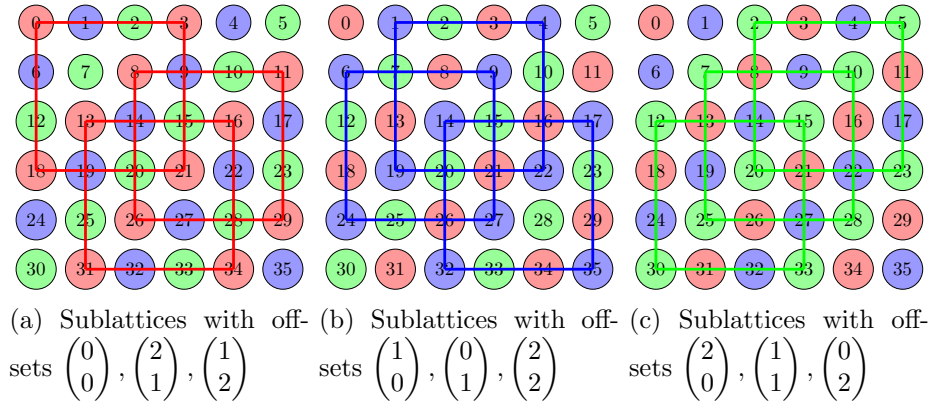 0 1 2 3 4 5 0 1 2 3 4 5 0 1 2 3 4 5
6 7 8 9 10 11 6 7 8 9 10 11 6 7 8 9 10 11
12 13 14 15 16 17 12 13 14 15 16 17 12 13 14 15 16 17
18 19 20 21 22 23 18 19 20 21 22 23 18 19 20 21 22 23
24 25 26 27 28 29 24 25 26 27 28 29 24 25 26 27 28 29
30 31 32 33 34 35 30 31 32 33 34 35 30 31 32 33 34 35
(a) Sublattices with off-
sets (0 0), (2 1), (1 2)
(b) Sublattices with off-
sets (1 0), (0 1), (2 2)
(c) Sublattices with off-
sets (2 0), (1 1), (0 2)